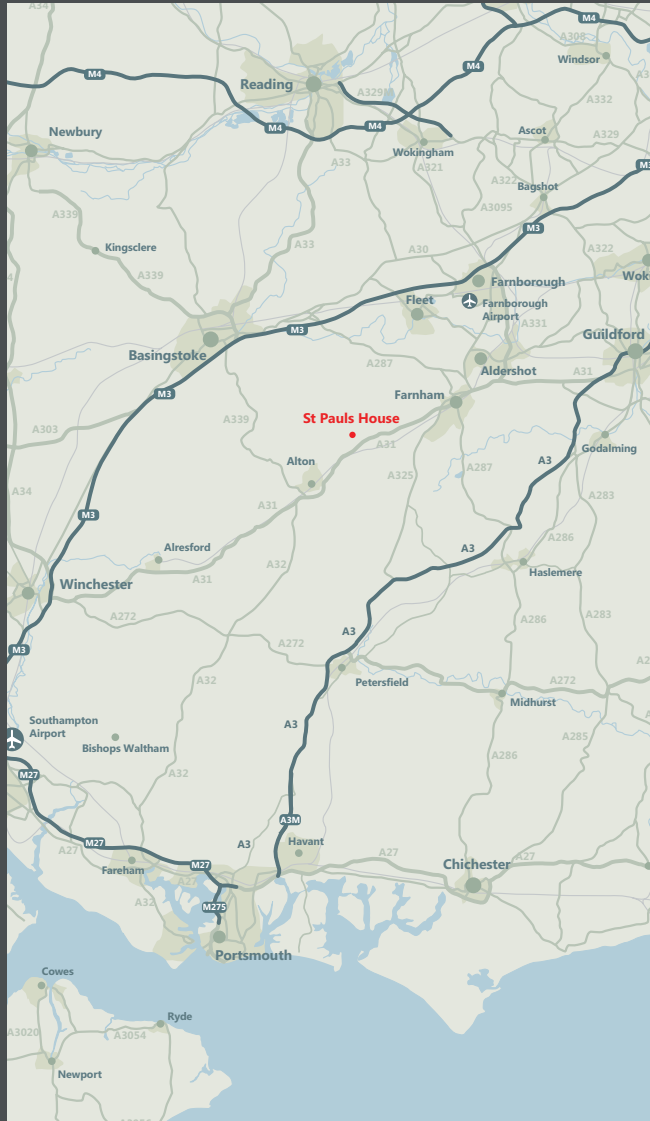 A34
M4
A308
Windsor
M4
M4
Reading
A329M
A332
M4
M4
Newbury
Ascot
A329
Wokingham
A33
A321
M3
A322
Bagshot
A3095
A339
M3
A33
A30
Kingsclere
A322
A339
Farnborough
Fleet
Farnborough
Airport
A331
M3
Guildford
Basingstoke
A287
Aldershot
A31
M3
Farnham
A339
St Pauls House
A303
A31
Godalming
Alton
A3
A287
A325
A34
A283
A31
M3
A286
Alresford
A3
A32
Haslemere
A31
Winchester
A272
A286
A283
A3
A272
M3
A32
A272
Petersfield
Midhurst
Southampton
Airport
A3
A285
Bishops Waltham
A286
M27
A32
A3M
M27
A3
Havant
A27
A27
A27
M27
Chichester
Fareham
A27
A32
M275
Portsmouth
Cowes
Ryde
A3020
A3054
Newport